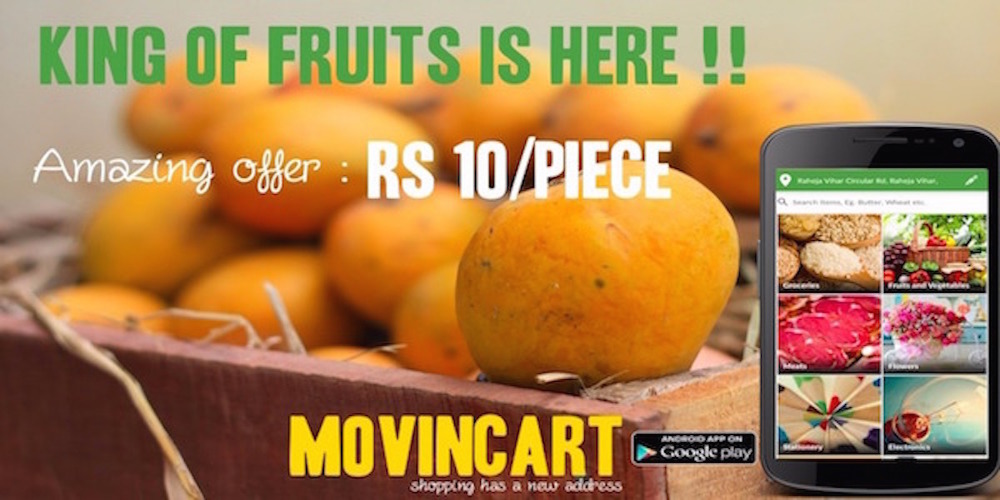 KING OF FRUITS IS HERE !!
Amazing offer : RS 10/PIECE
Raheja Vihar Circular Rd, Raheja Vihar,
Search items, Eg. Butter, Wheat etc.
Groceries
Fruits and Vegetables
Meats
Flowers
Stationery
Electronics
MOVINCART
shopping has a new address
ANDROID APP ON
Google play